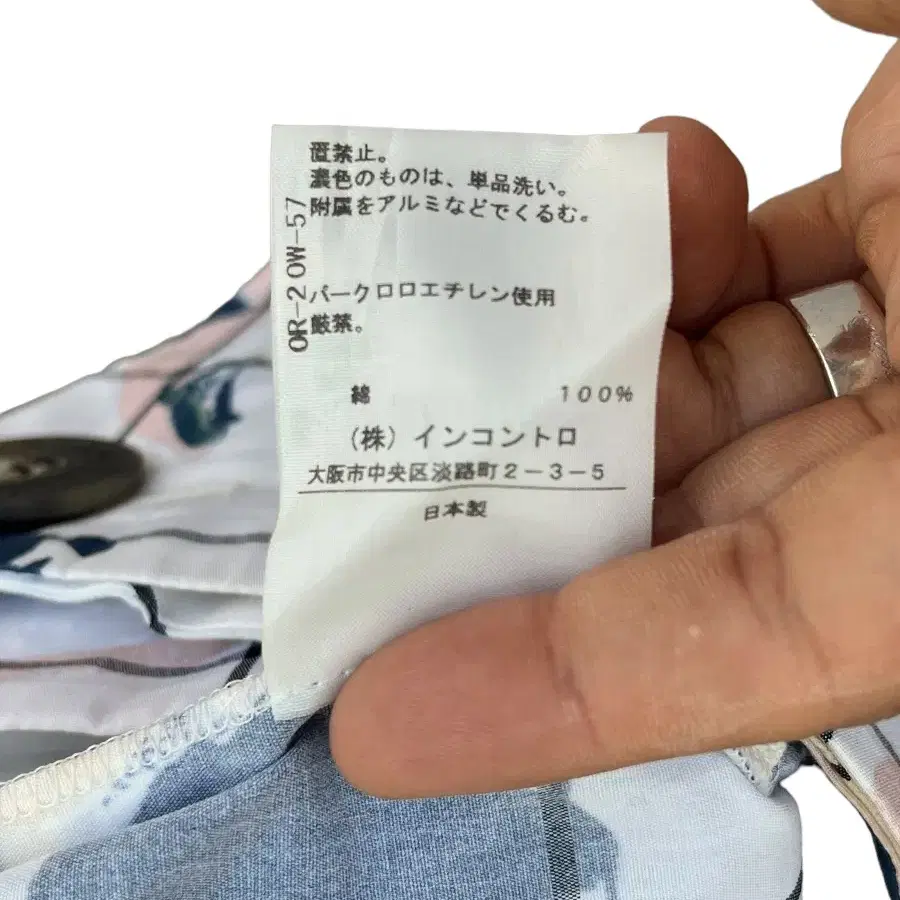 置禁止。
濃色のものは、単品洗い。
附属をアルミなどでくるむ。
OR-20W-57
パークロロエチレン使用
厳禁。
綿 100%
(株) インコントロ
大阪市中央区淡路町2-3-5
日本製